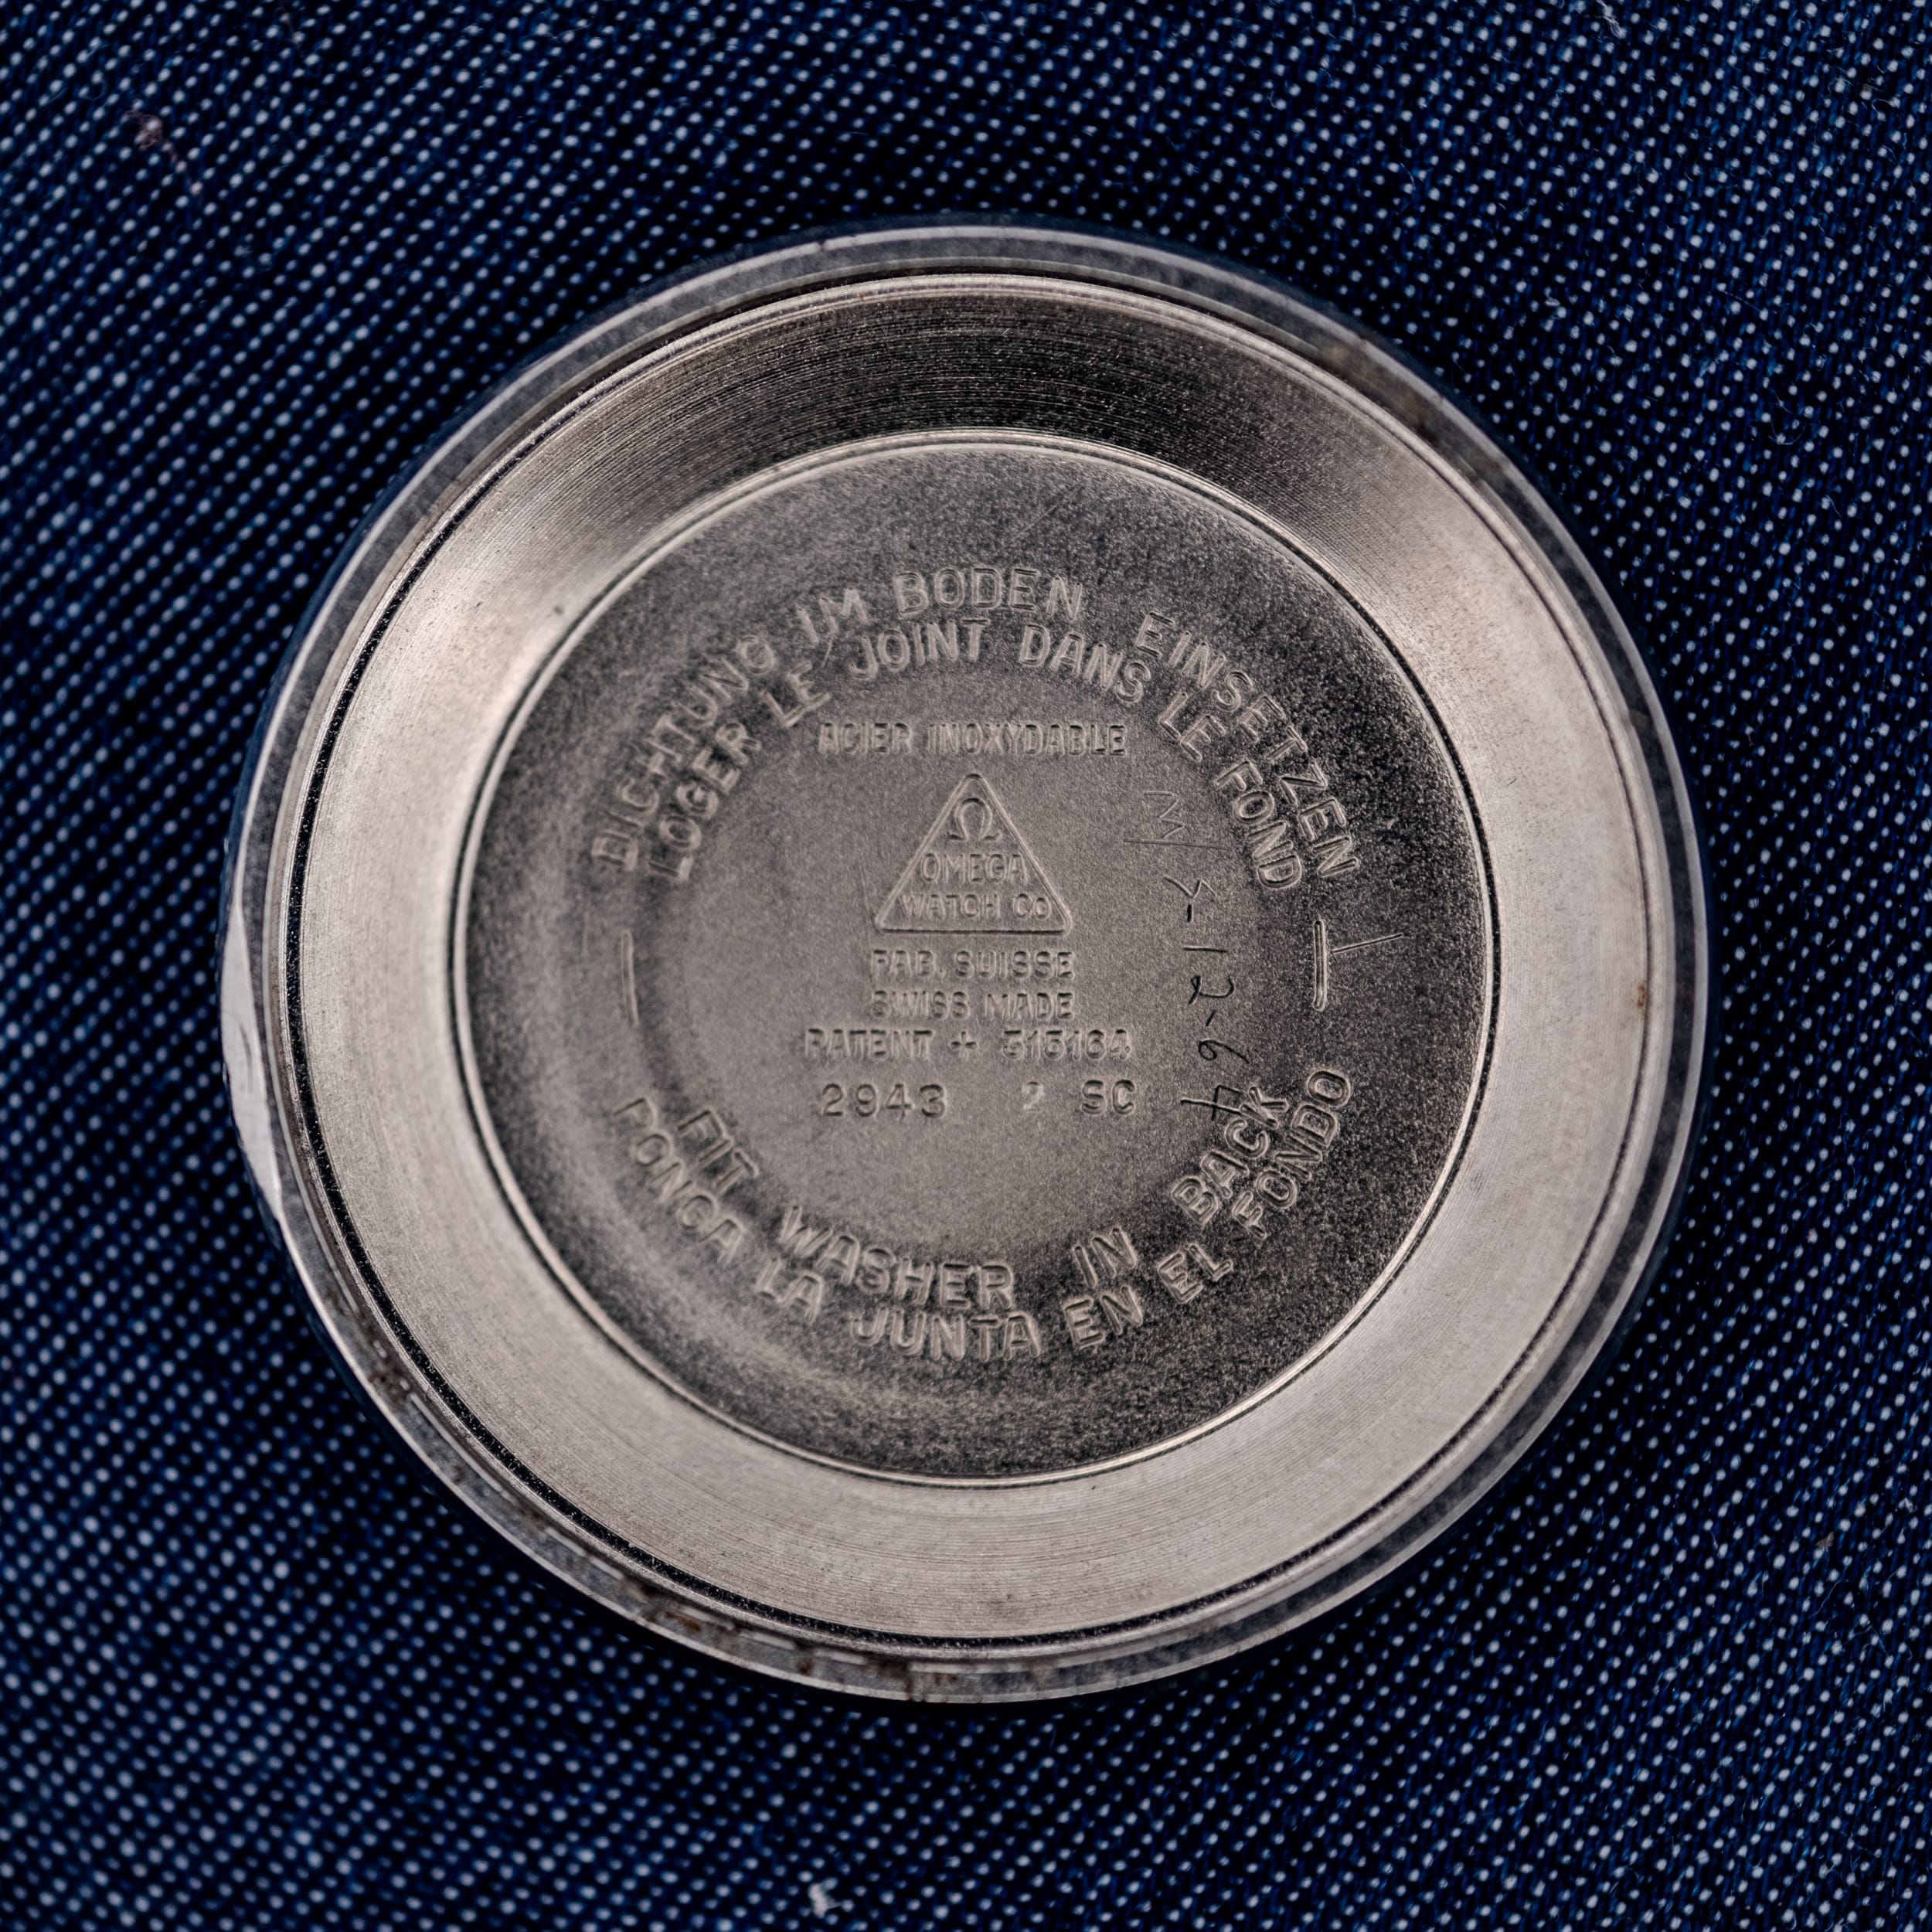 DICHTUNG IM BODEN EINSETZEN
LOGER LE JOINT DANS LE FOND
ACIER INOXYDABLE
Ω
OMEGA
WATCH Co
FAB. SUISSE
SWISS MADE
PATENT + 313164
2943 2 SC
FIT WASHER IN BACK
PONGA LA JUNTA EN EL FONDO